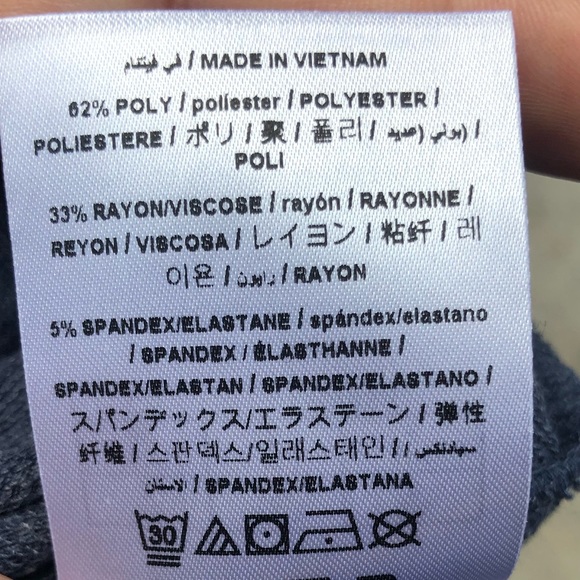 في فيتنام / MADE IN VIETNAM
62% POLY / poliester / POLYESTER /
POLIESTERE / ポリ / 聚 / 폴리 / بولي (صديد) /
POLI
33% RAYON/VISCOSE / rayón / RAYONNE /
REYON / VISCOSA / レイヨン / 粘纤 / 레
이온 / رايون / RAYON
5% SPANDEX/ELASTANE / spándex/elastano
/ SPANDEX / ÉLASTHANNE /
SPANDEX/ELASTAN / SPANDEX/ELASTANO /
スパンデックス/エラステーン / 弾性
纤维 / 스판덱스/일래스태인 / /
/ SPANDEX/ELASTANA
30